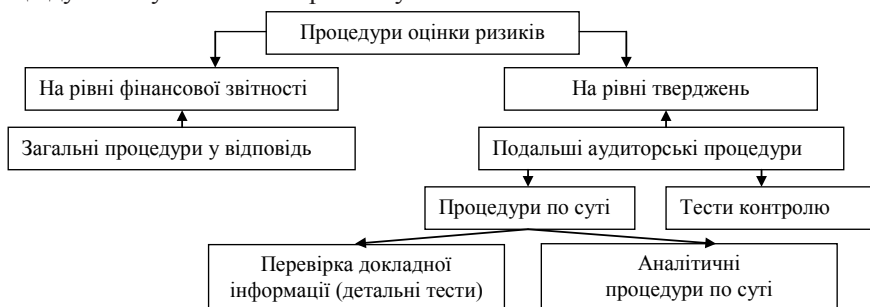 Процедури оцінки ризиків
На рівні фінансової звітності
На рівні тверджень
Загальні процедури у відповідь
Подальші аудиторські процедури
Процедури по суті
Тести контролю
Перевірка докладної
інформації (детальні тести)
Аналітичні
процедури по суті